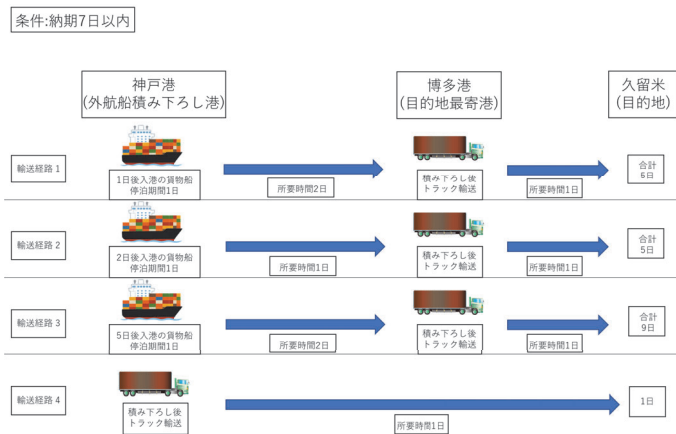 条件:納期7日以内
神戸港
(外航船積み下ろし港)
博多港
(目的地最寄港)
久留米
(目的地)
輸送経路 1
1日後入港の貨物船
停泊期間1日
所要時間2日
積み下ろし後
トラック輸送
所要時間1日
合計
6日
輸送経路 2
2日後入港の貨物船
停泊期間1日
所要時間1日
積み下ろし後
トラック輸送
所要時間1日
合計
5日
輸送経路 3
5日後入港の貨物船
停泊期間1日
所要時間2日
積み下ろし後
トラック輸送
所要時間1日
合計
9日
輸送経路 4
積み下ろし後
トラック輸送
所要時間1日
1日